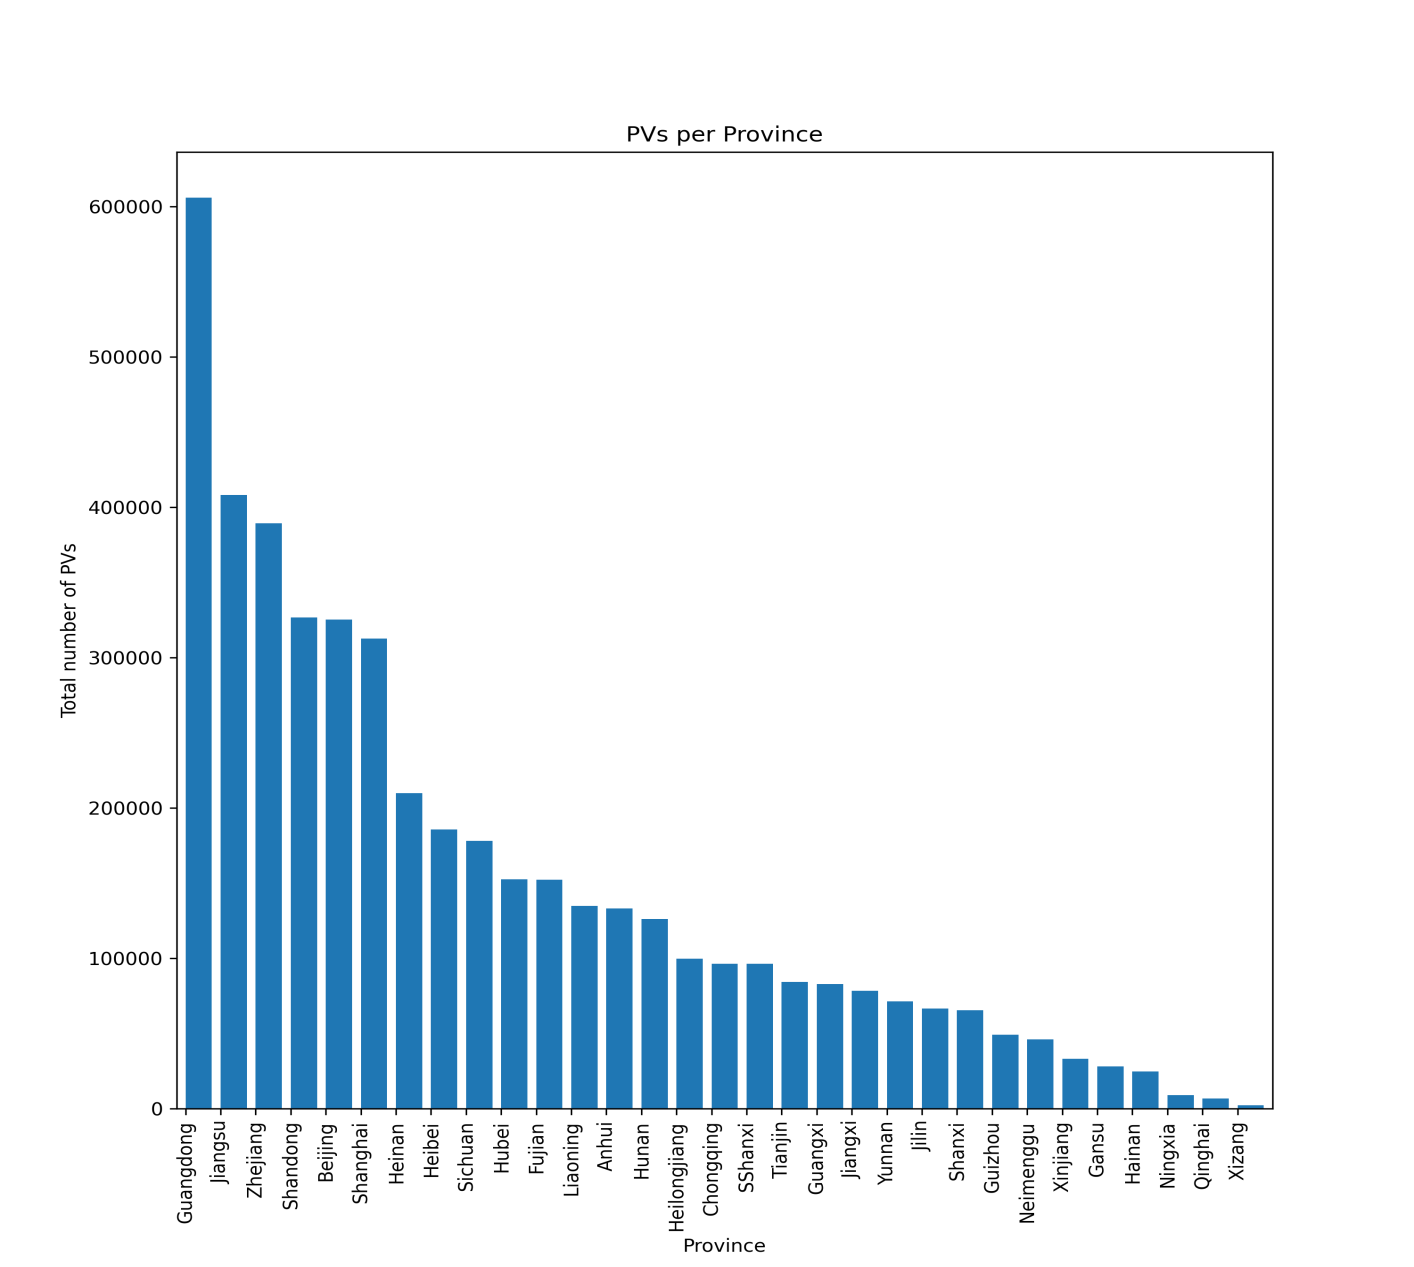 PVs per Province
600000
500000
400000
300000
200000
100000
0
Total number of PVs
Guangdong
Jiangsu
Zhejiang
Shandong
Beijing
Shanghai
Heinan
Heibei
Sichuan
Hubei
Fujian
Liaoning
Anhui
Hunan
Heilongjiang
Chongqing
SShanxi
Tianjin
Guangxi
Jiangxi
Yunnan
Jilin
Shanxi
Guizhou
Neimenggu
Xinjiang
Gansu
Hainan
Ningxia
Qinghai
Xizang
Province